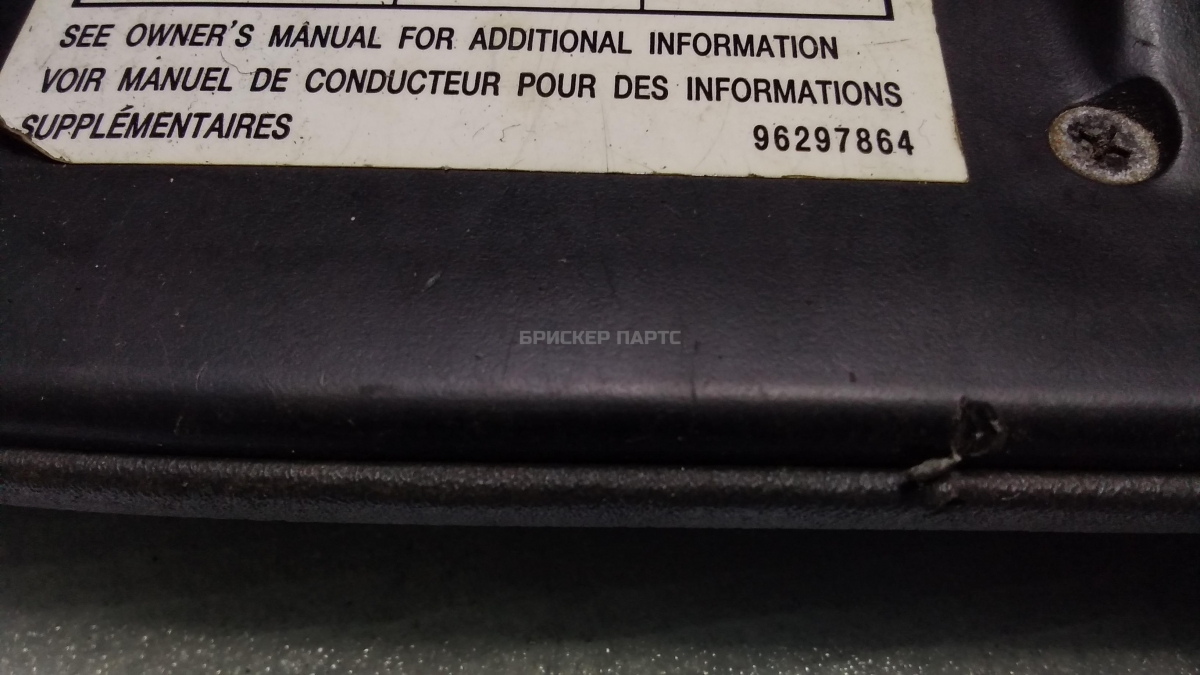 SEE OWNER'S MANUAL FOR ADDITIONAL INFORMATION
VOIR MANUEL DE CONDUCTEUR POUR DES INFORMATIONS
SUPPLÉMENTAIRES 96297864
БРИСКЕР ПАРТС